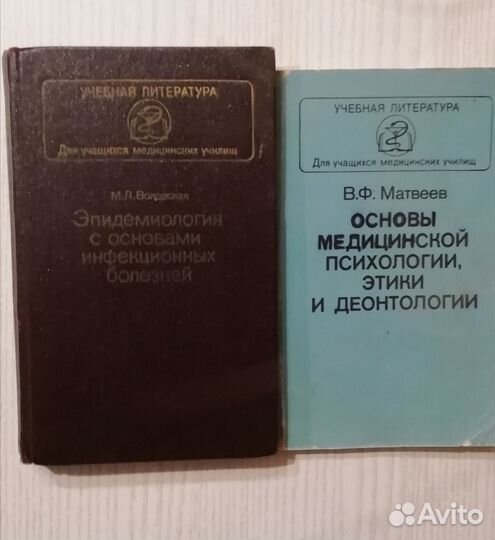 УЧЕБНАЯ ЛИТЕРАТУРА
Для учащихся медицинских училищ
М.Л. Воловская
Эпидемиология
с основами
инфекционных
болезней
УЧЕБНАЯ ЛИТЕРАТУРА
Для учащихся медицинских училищ
В.Ф. Матвеев
ОСНОВЫ
МЕДИЦИНСКОЙ
ПСИХОЛОГИИ,
ЭТИКИ
И ДЕОНТОЛОГИИ
Avito